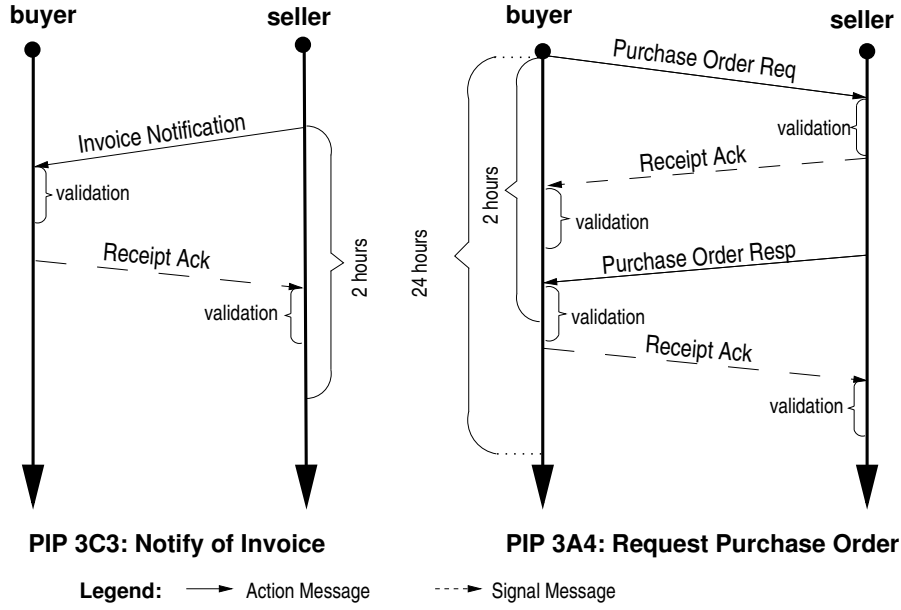 buyer
seller
Invoice Notification
validation
Receipt Ack
validation
2 hours
PIP 3C3: Notify of Invoice
buyer
seller
Purchase Order Req
validation
Receipt Ack
validation
2 hours
24 hours
Purchase Order Resp
validation
Receipt Ack
validation
PIP 3A4: Request Purchase Order
Legend:
Action Message
Signal Message